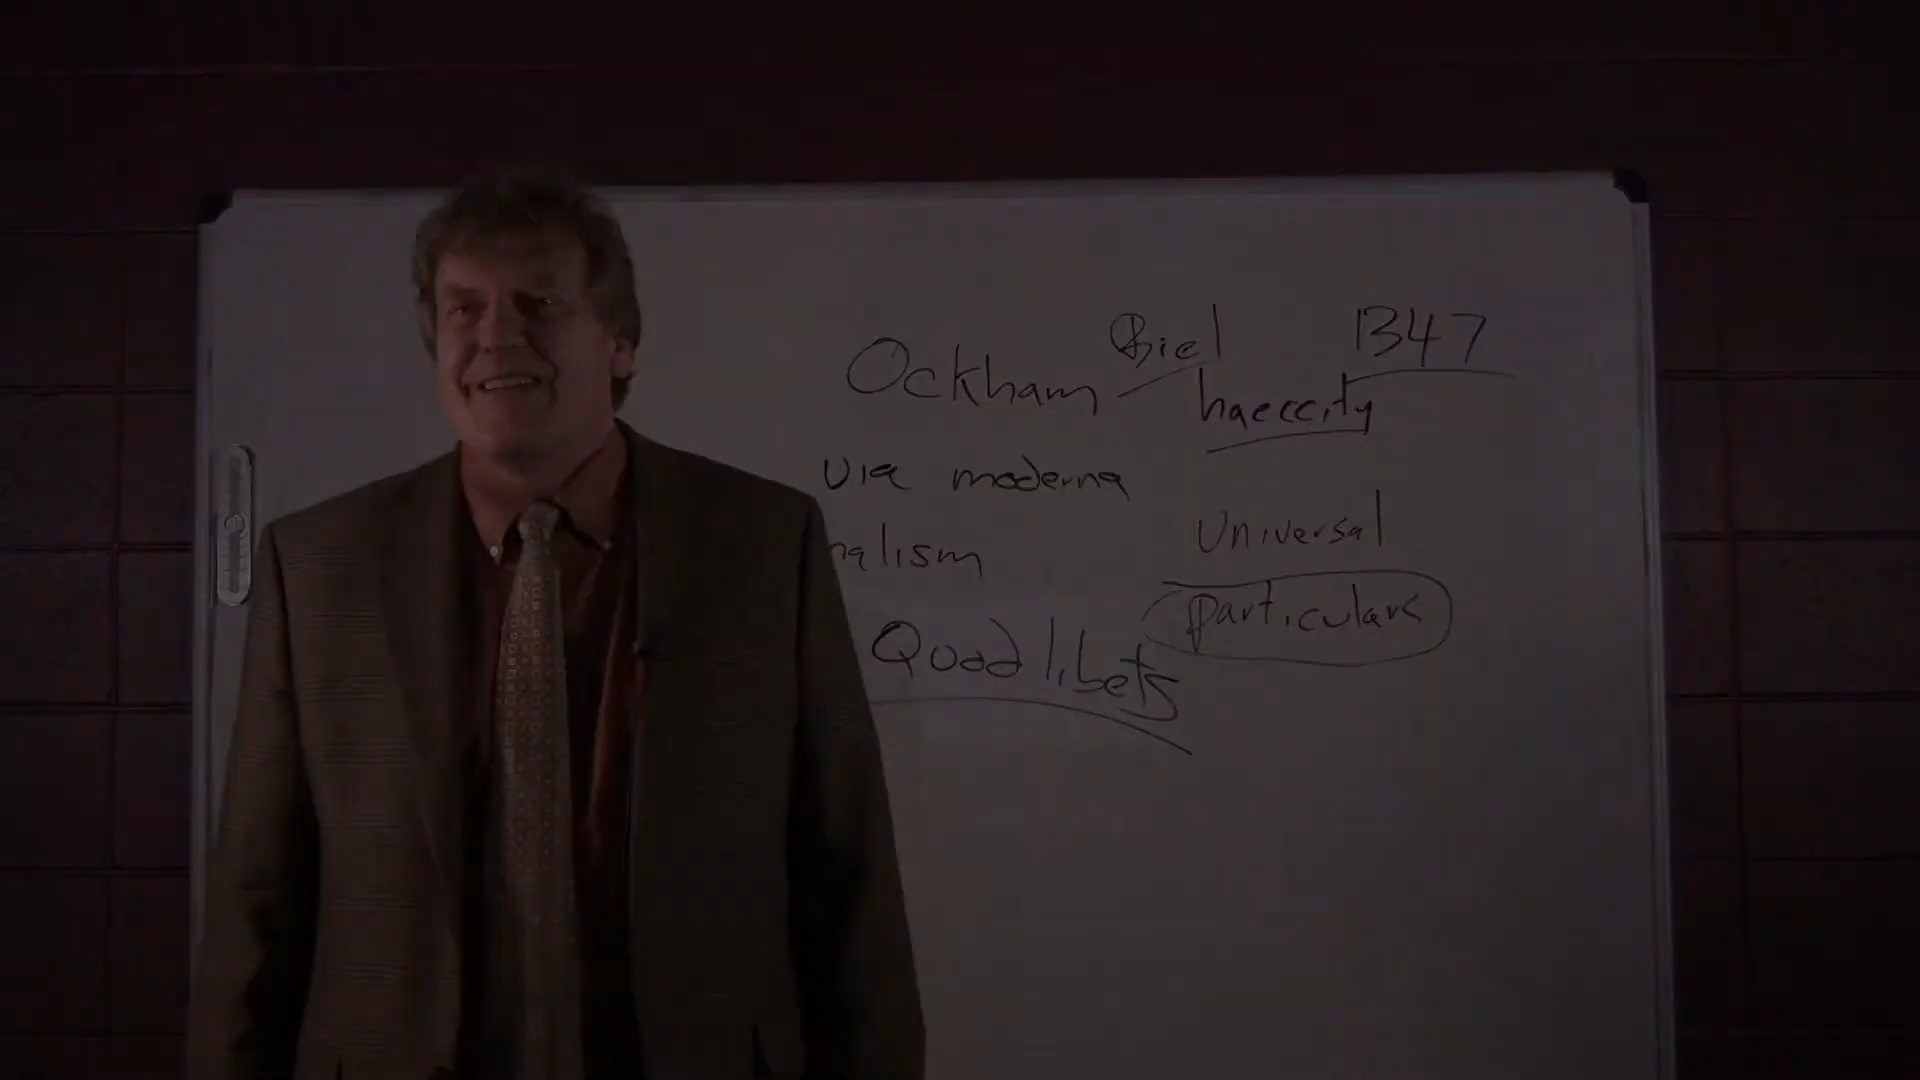 Ockham Biel 1347
haeccity
via moderna
nalism Universal
particulars
Quodlibets